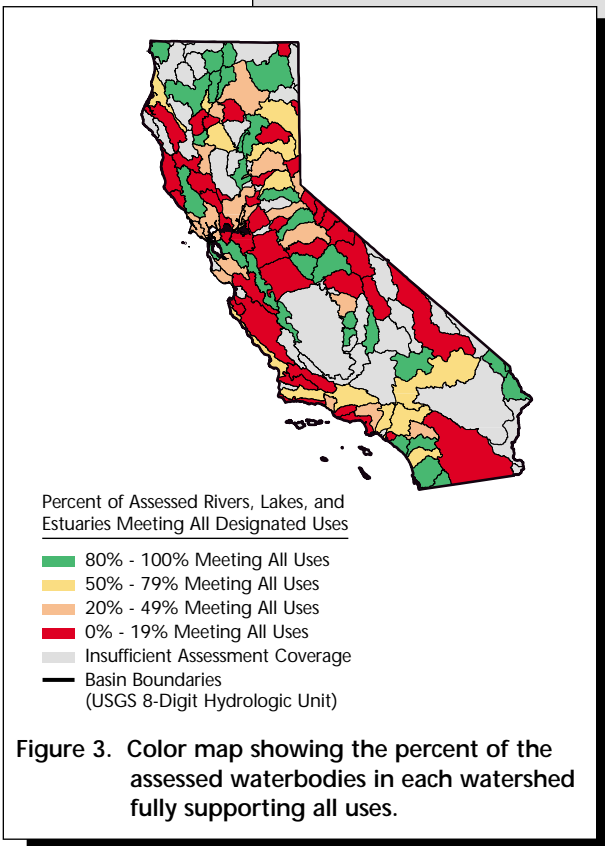 Percent of Assessed Rivers, Lakes, and
Estuaries Meeting All Designated Uses
80% - 100% Meeting All Uses
50% - 79% Meeting All Uses
20% - 49% Meeting All Uses
0% - 19% Meeting All Uses
Insufficient Assessment Coverage
Basin Boundaries
(USGS 8-Digit Hydrologic Unit)
Figure 3. Color map showing the percent of the
assessed waterbodies in each watershed
fully supporting all uses.